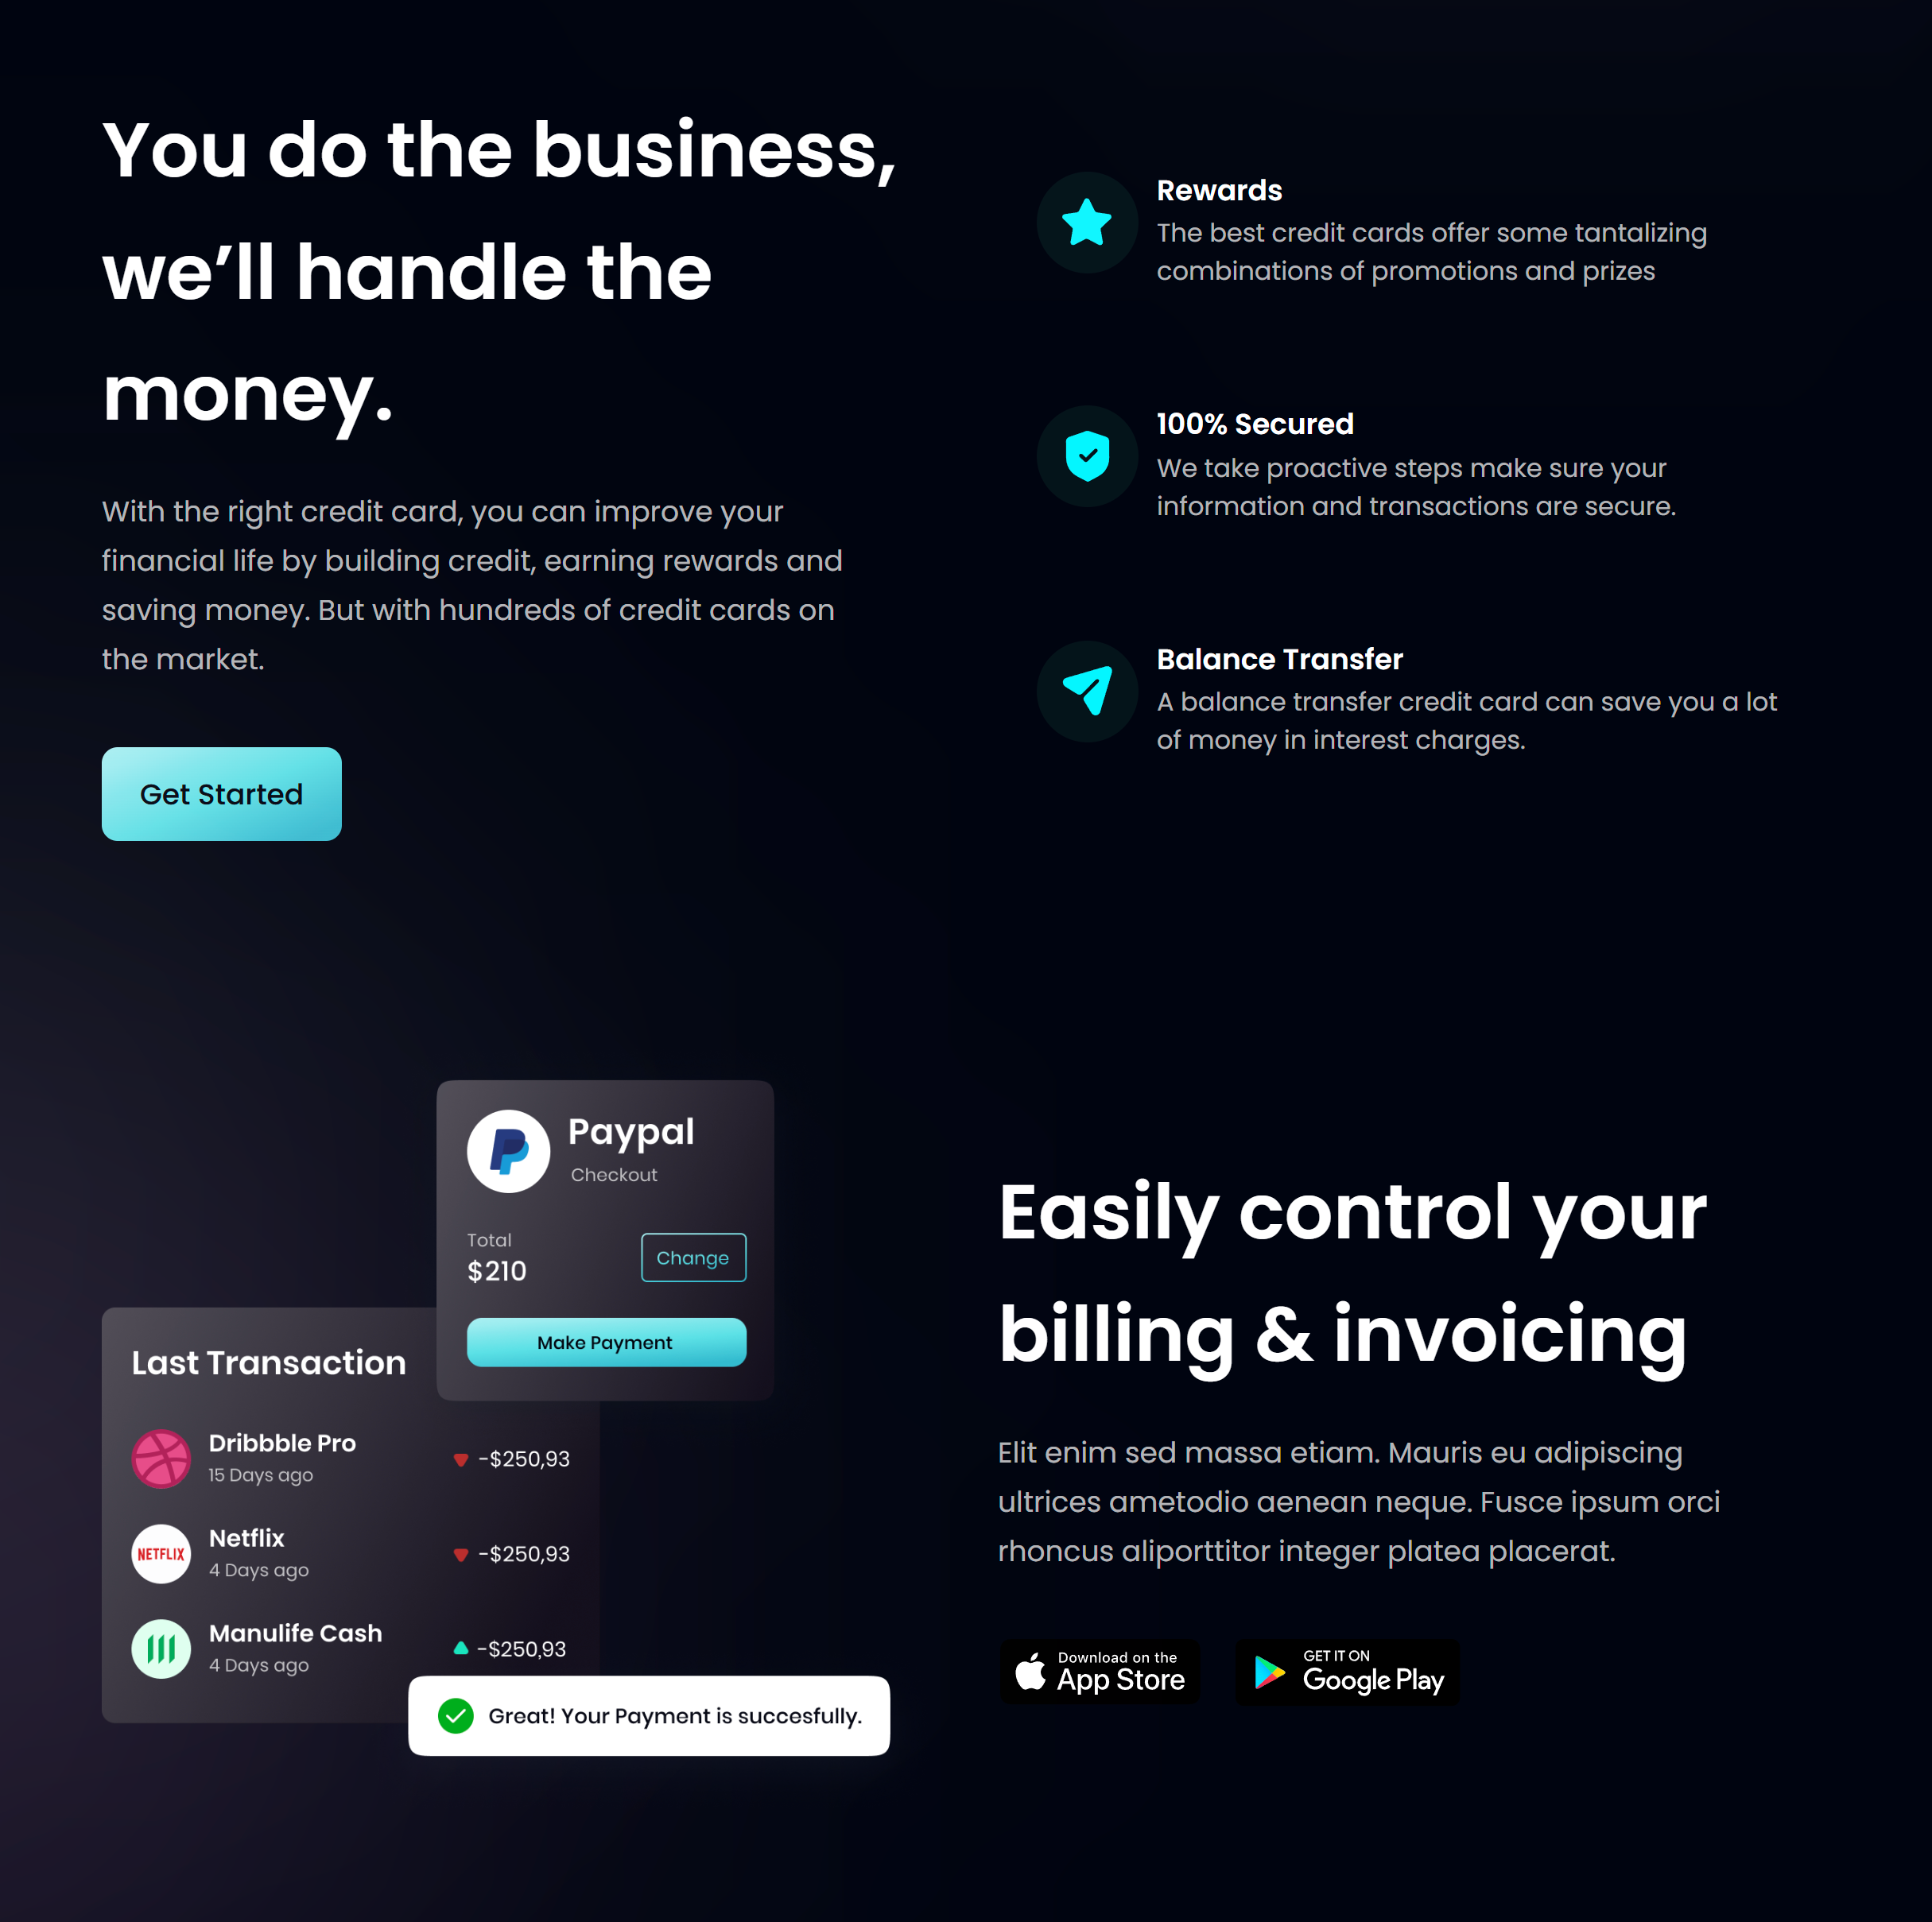 You do the business,
we’ll handle the
money.
With the right credit card, you can improve your
financial life by building credit, earning rewards and
saving money. But with hundreds of credit cards on
the market.
Get Started
Rewards
The best credit cards offer some tantalizing
combinations of promotions and prizes
100% Secured
We take proactive steps make sure your
information and transactions are secure.
Balance Transfer
A balance transfer credit card can save you a lot
of money in interest charges.
Paypal
Checkout
Total
$210
Change
Make Payment
Last Transaction
Dribbble Pro
15 Days ago
-$250,93
NETFLIX
Netflix
4 Days ago
-$250,93
Manulife Cash
4 Days ago
-$250,93
Great! Your Payment is succesfully.
Easily control your
billing & invoicing
Elit enim sed massa etiam. Mauris eu adipiscing
ultrices ametodio aenean neque. Fusce ipsum orci
rhoncus aliporttitor integer platea placerat.
Download on the
App Store
GET IT ON
Google Play